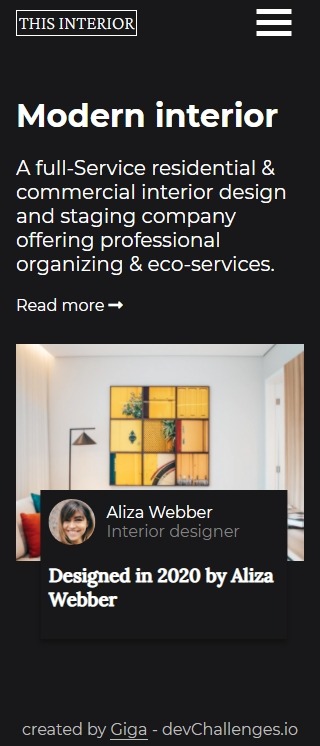 THIS INTERIOR
Modern interior
A full-Service residential &
commercial interior design
and staging company
offering professional
organizing & eco-services.
Read more
Aliza Webber
Interior designer
Designed in 2020 by Aliza
Webber
created by Giga - devChallenges.io